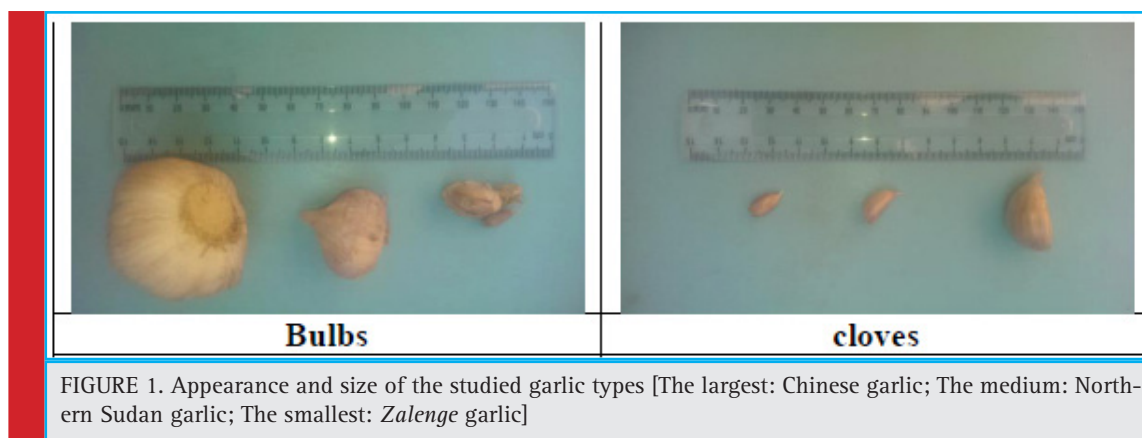 Bulbs
cloves
FIGURE 1. Appearance and size of the studied garlic types [The largest: Chinese garlic; The medium: North-
ern Sudan garlic; The smallest: Zalenge garlic]